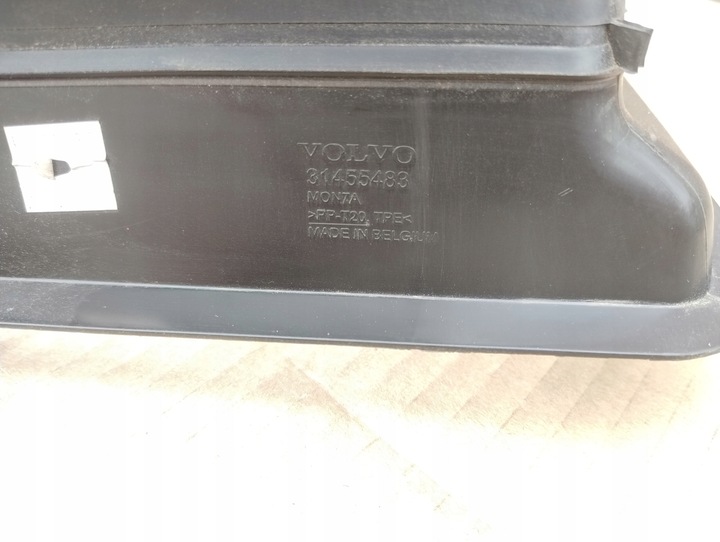 VOLVO
31455483
MON7A
>PP-T20, TPE<
MADE IN BELGIUM